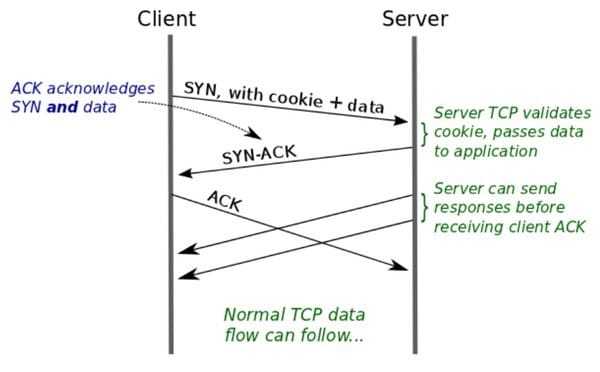 Client
Server
ACK acknowledges
SYN and data
SYN, with cookie + data
Server TCP validates
cookie, passes data
to application
SYN-ACK
ACK
Server can send
responses before
receiving client ACK
Normal TCP data
flow can follow...